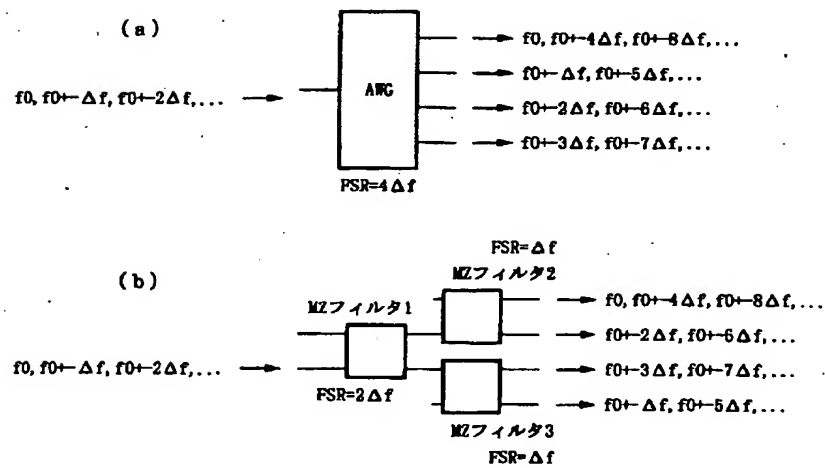 (a)
f0, f0+-Δf, f0+-2Δf,...
AWG
FSR=4Δf
f0, f0+-4Δf, f0+-8Δf,...
f0+-Δf, f0+-5Δf,...
f0+-2Δf, f0+-6Δf,...
f0+-3Δf, f0+-7Δf,...
(b)
f0, f0+-Δf, f0+-2Δf,...
MZフィルタ1
FSR=2Δf
FSR=Δf
MZフィルタ2
f0, f0+-4Δf, f0+-8Δf,...
f0+-2Δf, f0+-6Δf,...
f0+-3Δf, f0+-7Δf,...
f0+-Δf, f0+-5Δf,...
MZフィルタ3
FSR=Δf